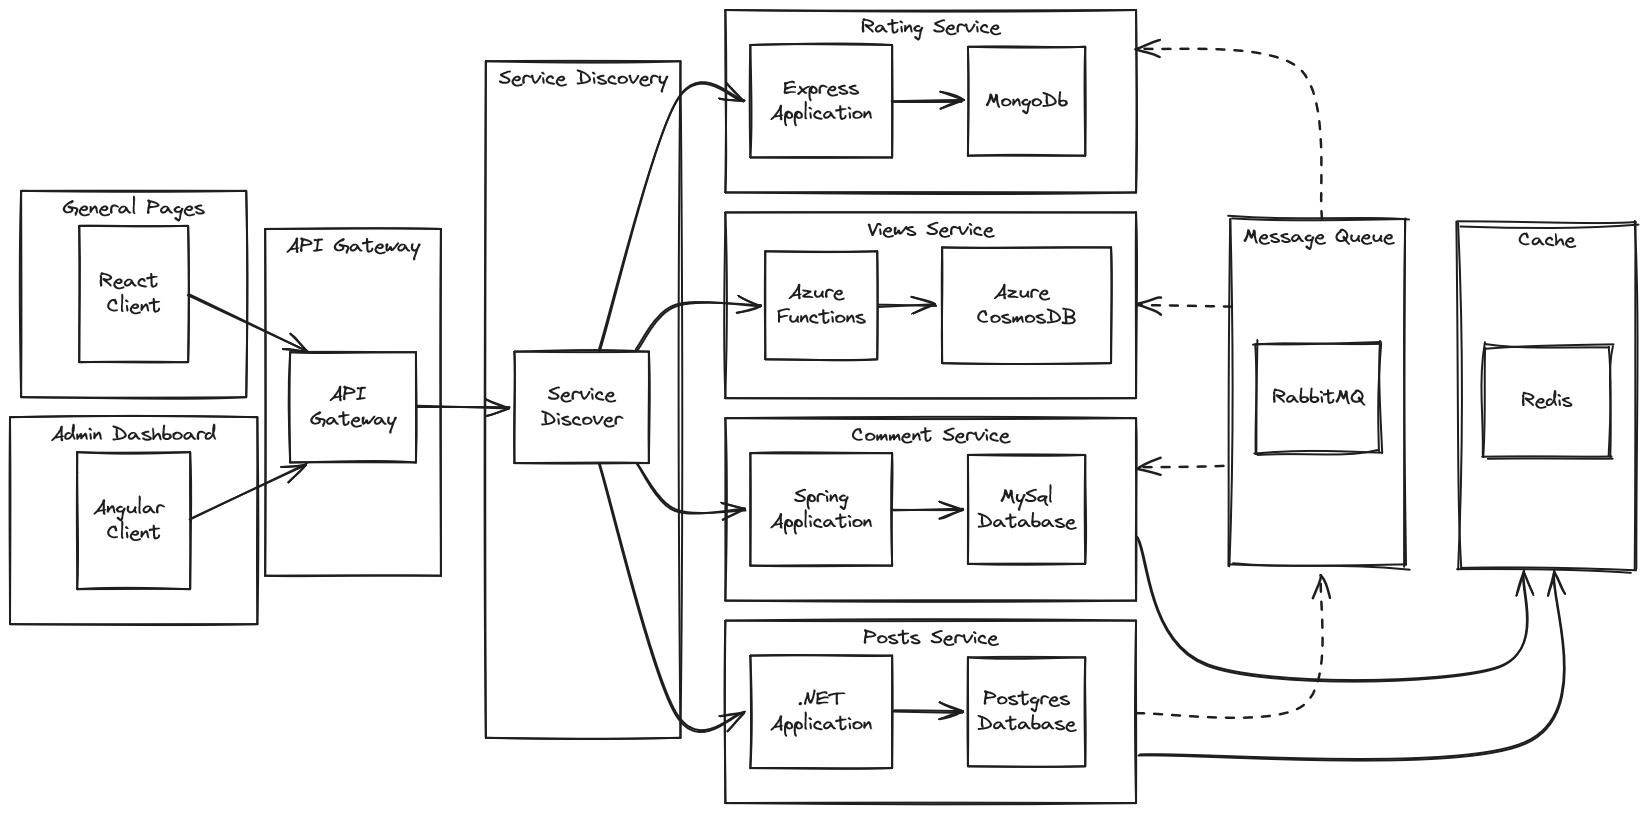 General Pages
React
Client
Admin Dashboard
Angular
Client
API Gateway
API
Gateway
Service Discovery
Service
Discover
Rating Service
Express
Application
MongoDb
Views Service
Azure
Functions
Azure
CosmosDB
Comment Service
Spring
Application
MySql
Database
Posts Service
.NET
Application
Postgres
Database
Message Queue
RabbitMQ
Cache
Redis